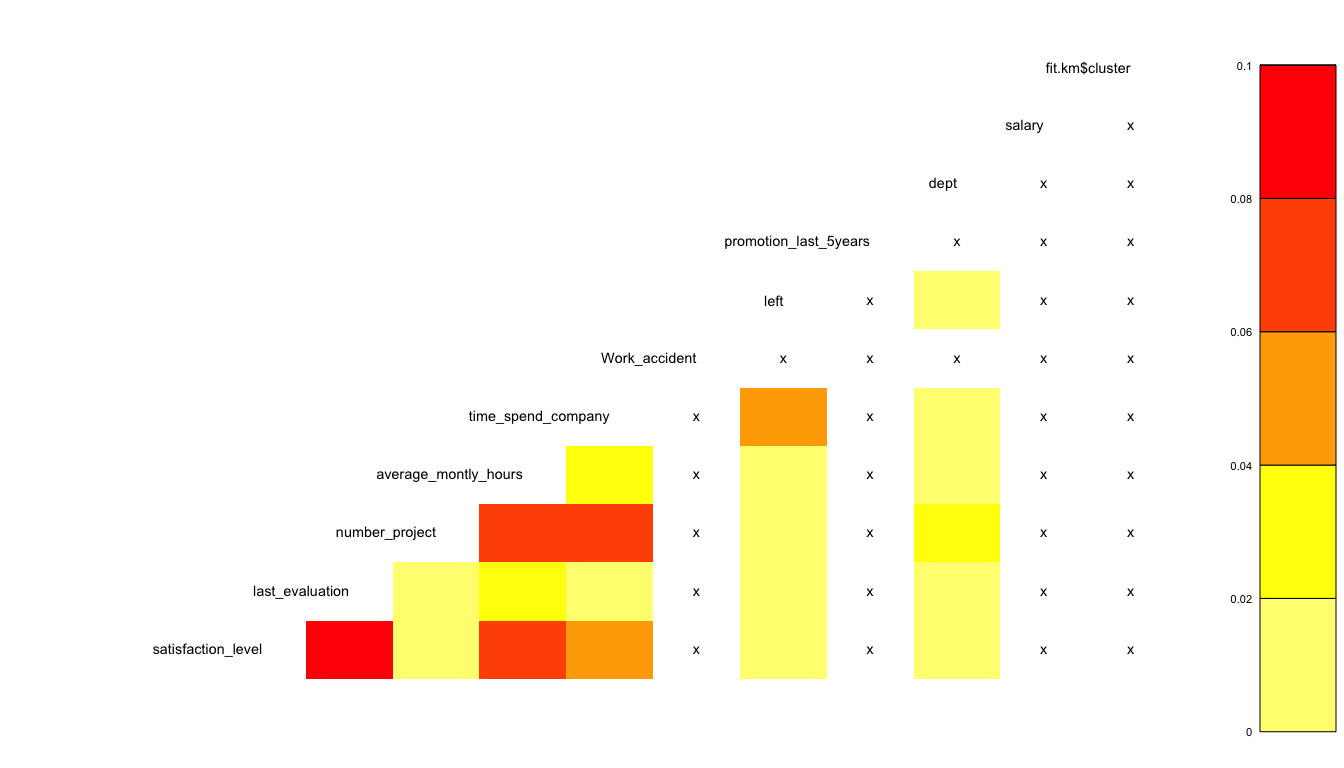 fit.km$cluster
0.1
salary x
dept x x
0.08
promotion_last_5years x x x
left x x x
0.06
Work_accident x x x x x
time_spend_company x x x x
0.04
average_montly_hours x x x x
number_project x x x x
last_evaluation x x x x
0.02
satisfaction_level x x x x
0